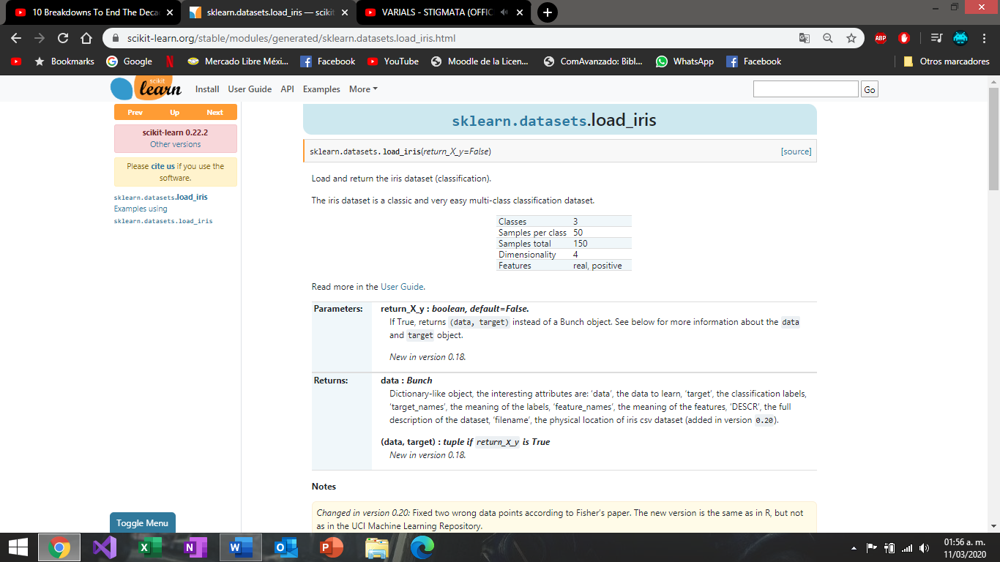 10 Breakdowns To End The Deca
sklearn.datasets.load_iris — scikit
VARIALS - STIGMATA (OFFIC
scikit-learn.org/stable/modules/generated/sklearn.datasets.load_iris.html
ABP
Bookmarks Google Mercado Libre Méxi... Facebook YouTube Moodle de la Licen... ComAvanzado: Bibl... WhatsApp Facebook Otros marcadores
scikit
learn
Install User Guide API Examples More
Go
Prev Up Next
scikit-learn 0.22.2
Other versions
Please cite us if you use the
software.
sklearn.datasets.load_iris
Examples using
sklearn.datasets.load_iris
Toggle Menu
sklearn.datasets.load_iris
sklearn.datasets.load_iris(return_X_y=False) [source]
Load and return the iris dataset (classification).
The iris dataset is a classic and very easy multi-class classification dataset.
Classes 3
Samples per class 50
Samples total 150
Dimensionality 4
Features real, positive
Read more in the User Guide.
Parameters: return_X_y : boolean, default=False.
If True, returns (data, target) instead of a Bunch object. See below for more information about the data
and target object.
New in version 0.18.
Returns: data : Bunch
Dictionary-like object, the interesting attributes are: ‘data’, the data to learn, ‘target’, the classification labels,
‘target_names’, the meaning of the labels, ‘feature_names’, the meaning of the features, ‘DESCR’, the full
description of the dataset, ‘filename’, the physical location of iris csv dataset (added in version 0.20).
(data, target) : tuple if return_X_y is True
New in version 0.18.
Notes
Changed in version 0.20: Fixed two wrong data points according to Fisher’s paper. The new version is the same as in R, but not
as in the UCI Machine Learning Repository.
01:56 a. m.
11/03/2020